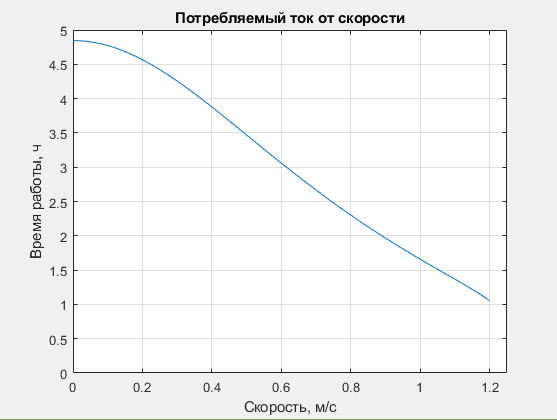 Потребляемый ток от скорости
5
4.5
4
3.5
3
2.5
2
1.5
1
0.5
0
Время работы, ч
0 0.2 0.4 0.6 0.8 1 1.2
Скорость, м/с